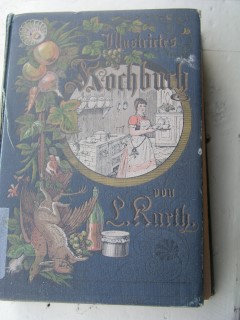 Illustrirtes
Kochbuch
von
L. Kurth.